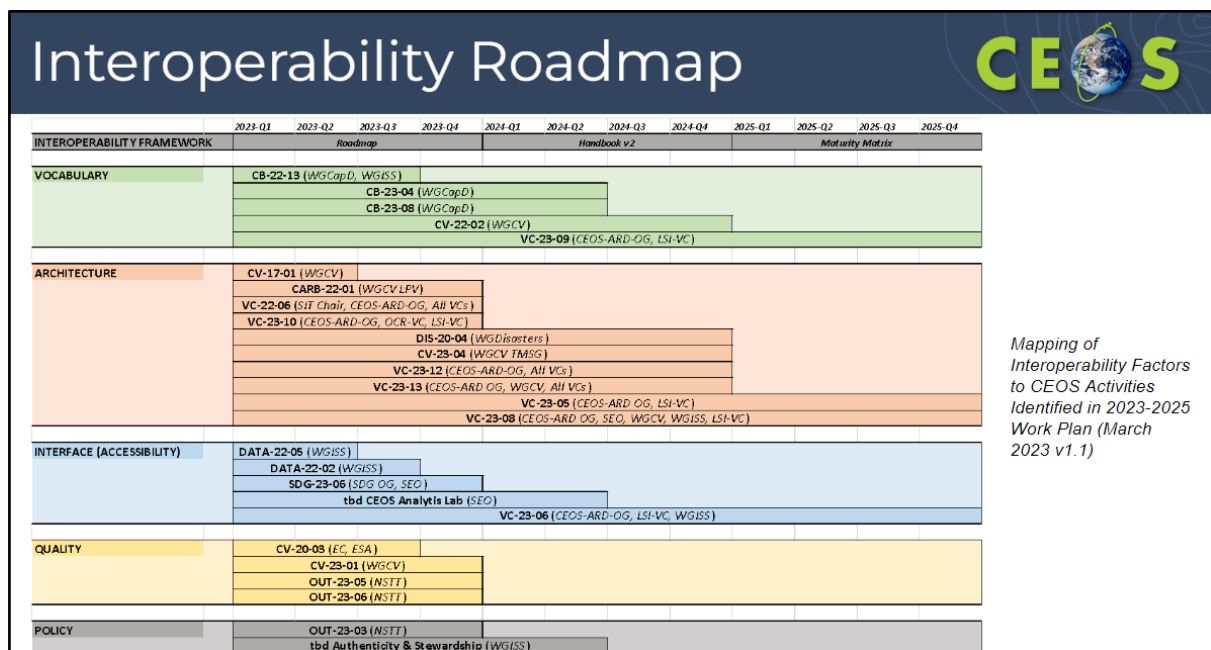 Interoperability Roadmap
CEOS
2023-Q1 2023-Q2 2023-Q3 2023-Q4 2024-Q1 2024-Q2 2024-Q3 2024-Q4 2025-Q1 2025-Q2 2025-Q3 2025-Q4
INTEROPERABILITY FRAMEWORK Roadmap Handbook v2 Maturity Matrix
VOCABULARY CB-22-13 (WGCapD, WGISS)
CB-23-04 (WGCapD)
CB-23-08 (WGCapD)
CV-22-02 (WGCV)
VC-23-09 (CEOS-ARD-OG, LSI-VC)
ARCHITECTURE CV-17-01 (WGCV)
CARB-22-01 (WGCV LPV)
VC-22-06 (SIT Chair, CEOS-ARD-OG, All VCs)
VC-23-10 (CEOS-ARD-OG, OCR-VC, LSI-VC)
DIS-20-04 (WGDisasters)
CV-23-04 (WGCV TMSG)
VC-23-12 (CEOS-ARD-OG, All VCs)
VC-23-13 (CEOS-ARD OG, WGCV, All VCs)
VC-23-05 (CEOS-ARD OG, LSI-VC)
VC-23-08 (CEOS-ARD OG, SEO, WGCV, WGISS, LSI-VC)
INTERFACE (ACCESSIBILITY) DATA-22-05 (WGISS)
DATA-22-02 (WGISS)
SDG-23-06 (SDG OG, SEO)
tbd CEOS Analytis Lab (SEO)
VC-23-06 (CEOS-ARD-OG, LSI-VC, WGISS)
QUALITY CV-20-03 (EC, ESA)
CV-23-01 (WGCV)
OUT-23-05 (NSTT)
OUT-23-06 (NSTT)
POLICY OUT-23-03 (NSTT)
tbd Authenticity & Stewardship (WGISS)
Mapping of
Interoperability Factors
to CEOS Activities
Identified in 2023-2025
Work Plan (March
2023 v1.1)